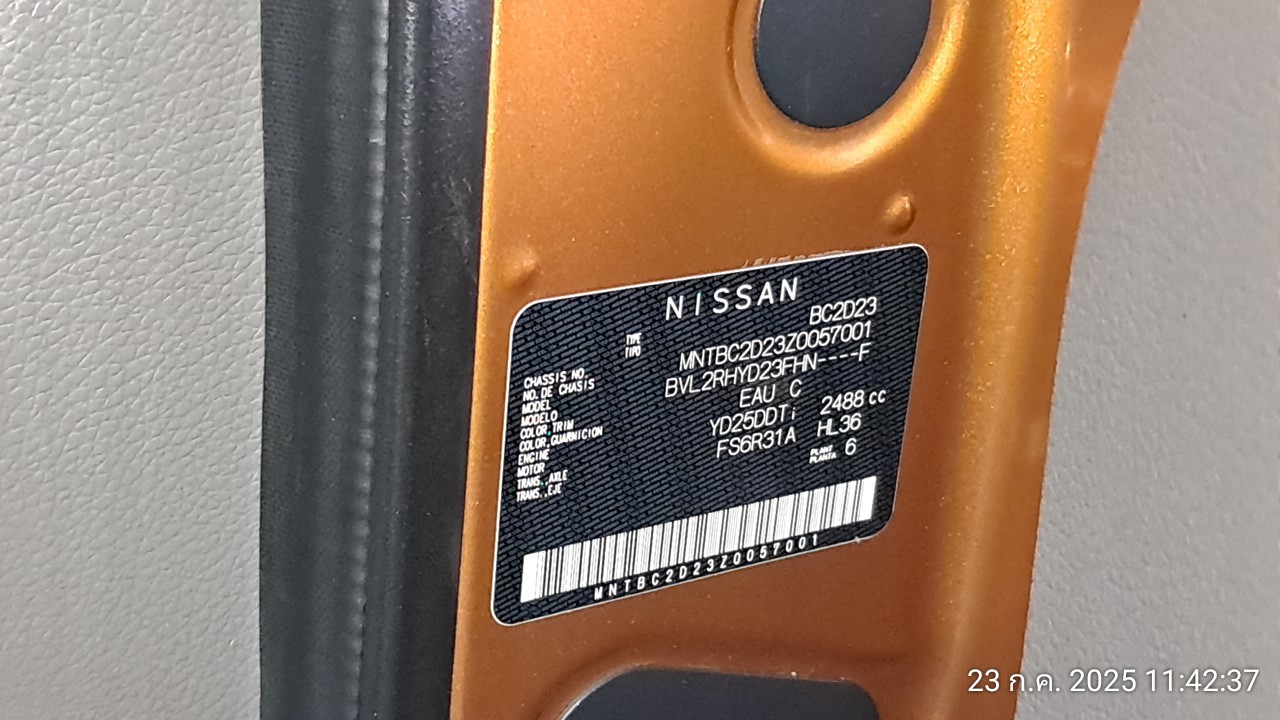 NISSAN
TYPE
TIPO
BC2D23
CHASSIS NO.
NO. DE CHASIS
MNTBC2D23Z0057001
MODEL
MODELO
BVL2RHYD23FHN----F
COLOR,TRIM
COLOR,GUARNICION
EAU C
ENGINE
MOTOR
YD25DDTi 2488 cc
TRANS.,AXLE
TRANS.,EJE
FS6R31A HL36
PLANT
PLANTA
6
MNTBC2D23Z0057001
23 ก.ค. 2025 11:42:37